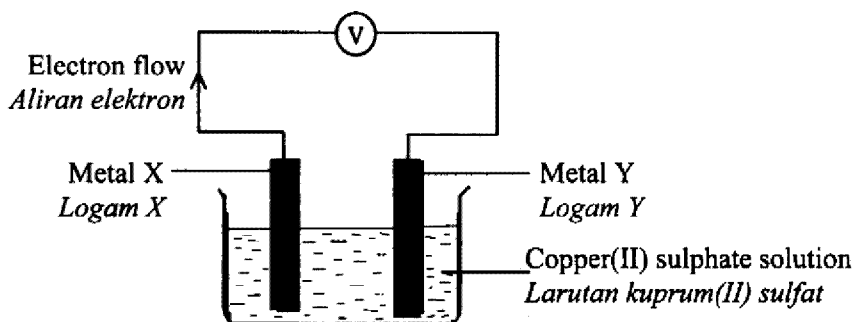 V
Electron flow
Aliran elektron
Metal X
Logam X
Metal Y
Logam Y
Copper(II) sulphate solution
Larutan kuprum(II) sulfat